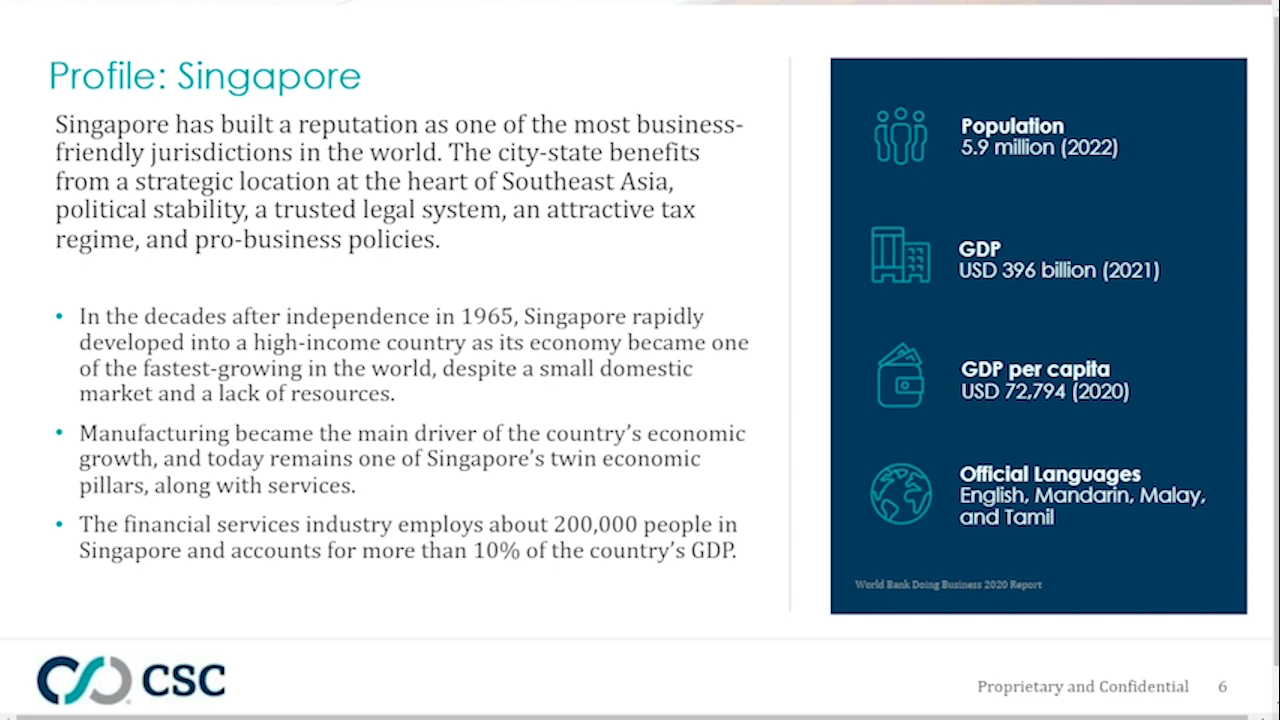 Profile: Singapore
Singapore has built a reputation as one of the most business-
friendly jurisdictions in the world. The city-state benefits
from a strategic location at the heart of Southeast Asia,
political stability, a trusted legal system, an attractive tax
regime, and pro-business policies.
• In the decades after independence in 1965, Singapore rapidly
developed into a high-income country as its economy became one
of the fastest-growing in the world, despite a small domestic
market and a lack of resources.
• Manufacturing became the main driver of the country’s economic
growth, and today remains one of Singapore’s twin economic
pillars, along with services.
• The financial services industry employs about 200,000 people in
Singapore and accounts for more than 10% of the country’s GDP.
Population
5.9 million (2022)
GDP
USD 396 billion (2021)
GDP per capita
USD 72,794 (2020)
Official Languages
English, Mandarin, Malay,
and Tamil
World Bank Doing Business 2020 Report
CSC
Proprietary and Confidential 6